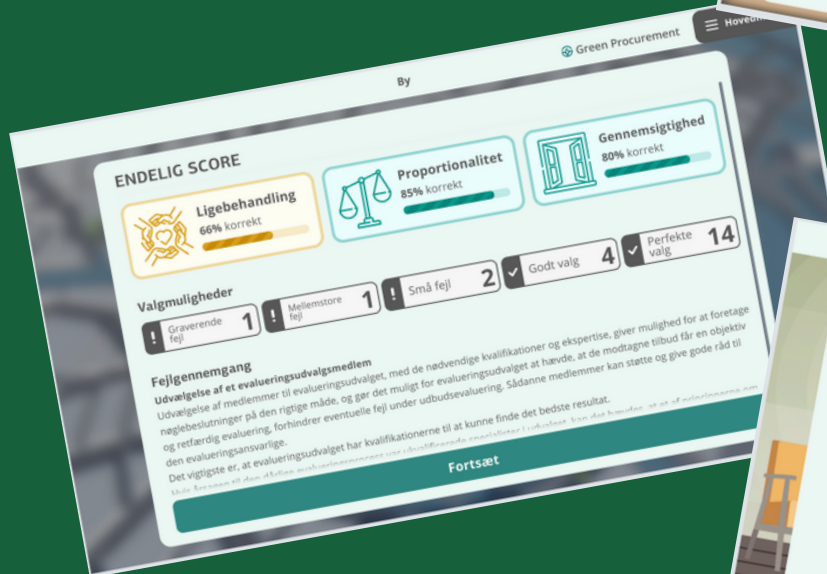 By
Green Procurement
ENDELIG SCORE
Ligebehandling
66% korrekt
Proportionalitet
85% korrekt
Gennemsigtighed
80% korrekt
Valgmuligheder
Graverende
fejl
1
Mellemstore
fejl
1
Små fejl
2
Godt valg
4
Perfekte
valg
14
Fejlgennemgang
Udvælgelse af et evalueringsudvalgsmedlem
Udvælgelse af medlemmer til evalueringsudvalget, med de nødvendige kvalifikationer og ekspertise, giver mulighed for at foretage
nøglebeslutninger på den rigtige måde, og gør det muligt for evalueringsudvalget at hævde, at de modtagne tilbud får en objektiv
og retfærdig evaluering, forhindrer eventuelle fejl under udbudsevaluering. Sådanne medlemmer kan støtte og give gode råd til
den evalueringsansvarlige.
Det vigtigste er, at evalueringsudvalget har kvalifikationerne til at kunne finde det bedste resultat.
Fortsæt